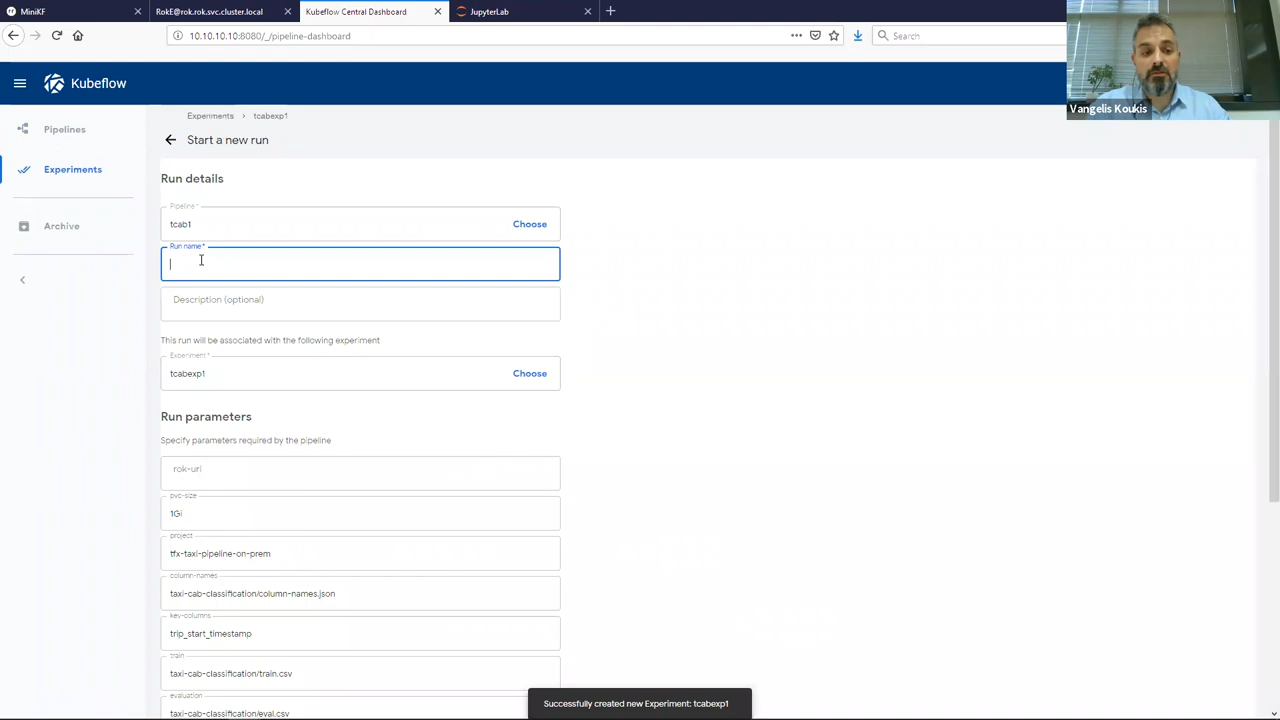 MiniKF
RokE@rok.rok.svc.cluster.local
Kubeflow Central Dashboard
JupyterLab
10.10.10.10:8080/_/pipeline-dashboard
Search
Vangelis Koukis
Kubeflow
Pipelines
Experiments
Archive
Experiments > tcabexp1
Start a new run
Run details
Pipeline *
tcab1
Choose
Run name *
Description (optional)
This run will be associated with the following experiment
Experiment *
tcabexp1
Choose
Run parameters
Specify parameters required by the pipeline
rok-url
pvc-size
1Gi
project
tfx-taxi-pipeline-on-prem
column-names
taxi-cab-classification/column-names.json
key-columns
trip_start_timestamp
train
taxi-cab-classification/train.csv
evaluation
taxi-cab-classification/eval.csv
Successfully created new Experiment: tcabexp1